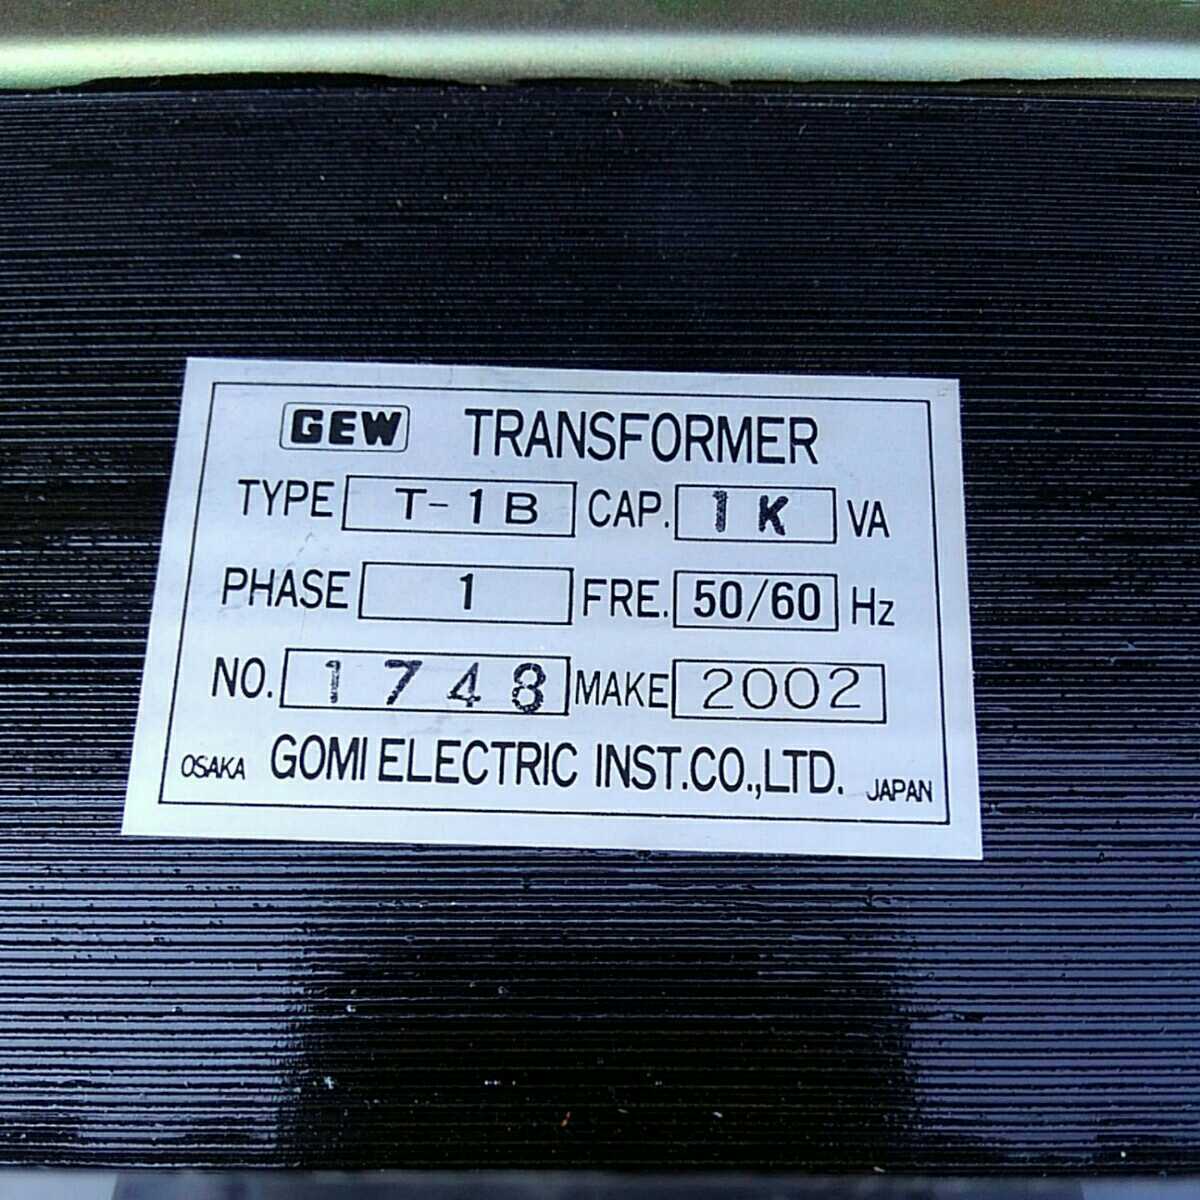 GEW TRANSFORMER
TYPE T-1B CAP. 1K VA
PHASE 1 FRE. 50/60 Hz
NO. 1748 MAKE 2002
OSAKA GOMI ELECTRIC INST.CO.,LTD. JAPAN